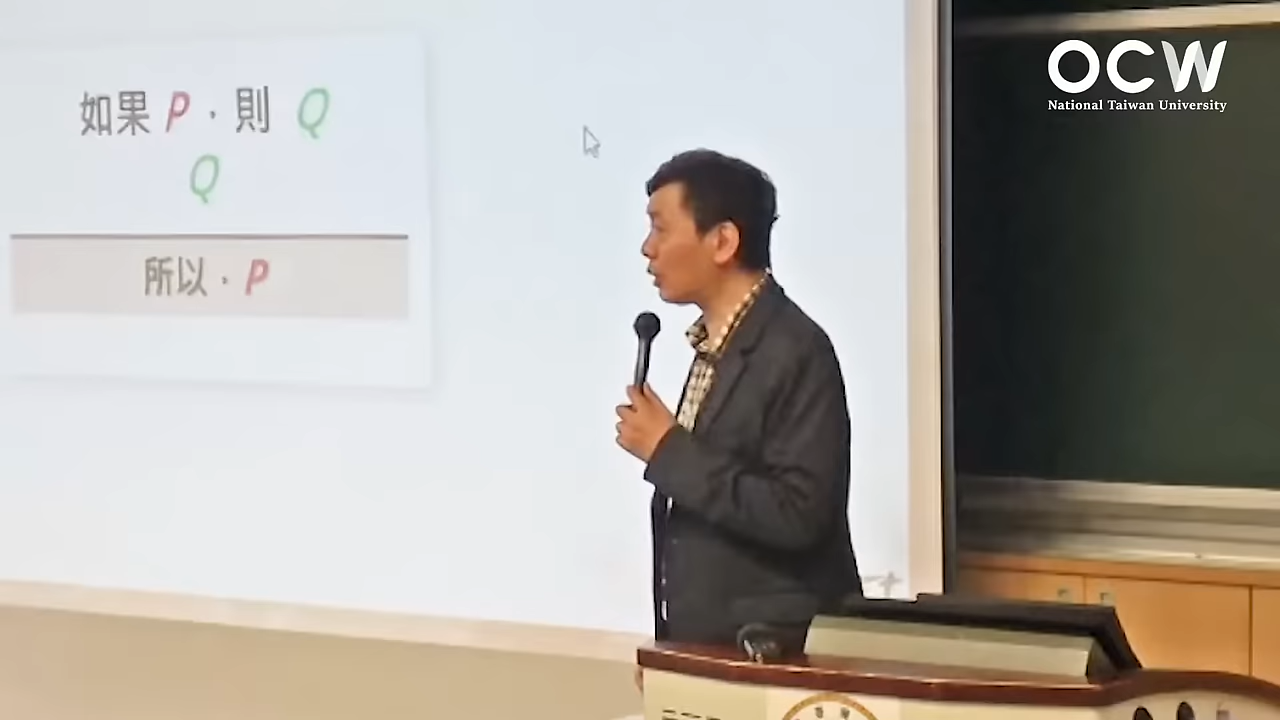 如果 P，則 Q
Q
所以，P
OCW
National Taiwan University